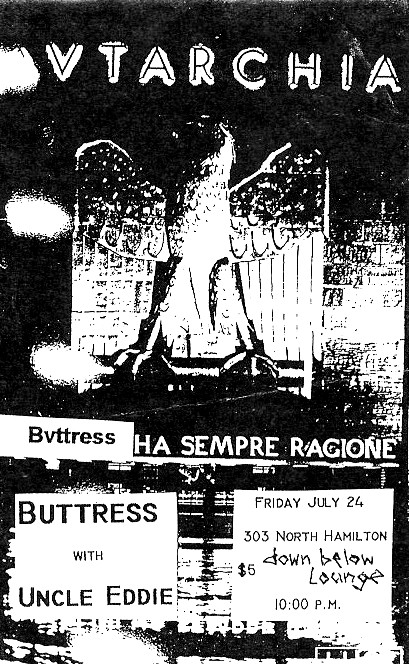 AVTARCHIA
Bvttress HA SEMPRE RAGIONE
BUTTRESS
WITH
UNCLE EDDIE
FRIDAY JULY 24
303 NORTH HAMILTON
down below
$5 Lounge
10:00 P.M.